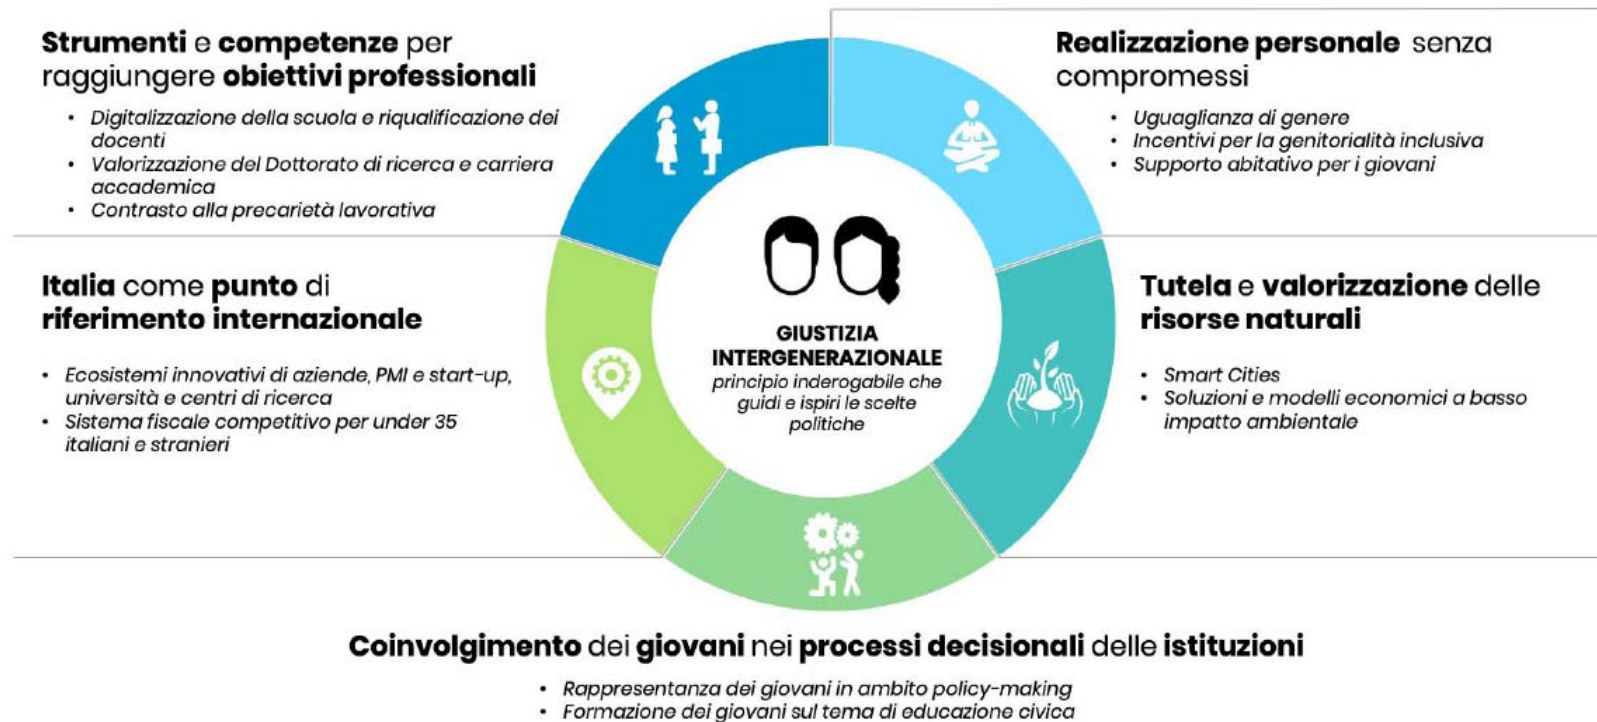 Strumenti e competenze per
raggiungere obiettivi professionali
• Digitalizzazione della scuola e riqualificazione dei
docenti
• Valorizzazione del Dottorato di ricerca e carriera
accademica
• Contrasto alla precarietà lavorativa
Realizzazione personale senza
compromessi
• Uguaglianza di genere
• Incentivi per la genitorialità inclusiva
• Supporto abitativo per i giovani
Italia come punto di
riferimento internazionale
• Ecosistemi innovativi di aziende, PMI e start-up,
università e centri di ricerca
• Sistema fiscale competitivo per under 35
italiani e stranieri
GIUSTIZIA
INTERGENERAZIONALE
principio inderogabile che
guidi e ispiri le scelte
politiche
Tutela e valorizzazione delle
risorse naturali
• Smart Cities
• Soluzioni e modelli economici a basso
impatto ambientale
Coinvolgimento dei giovani nei processi decisionali delle istituzioni
• Rappresentanza dei giovani in ambito policy-making
• Formazione dei giovani sul tema di educazione civica